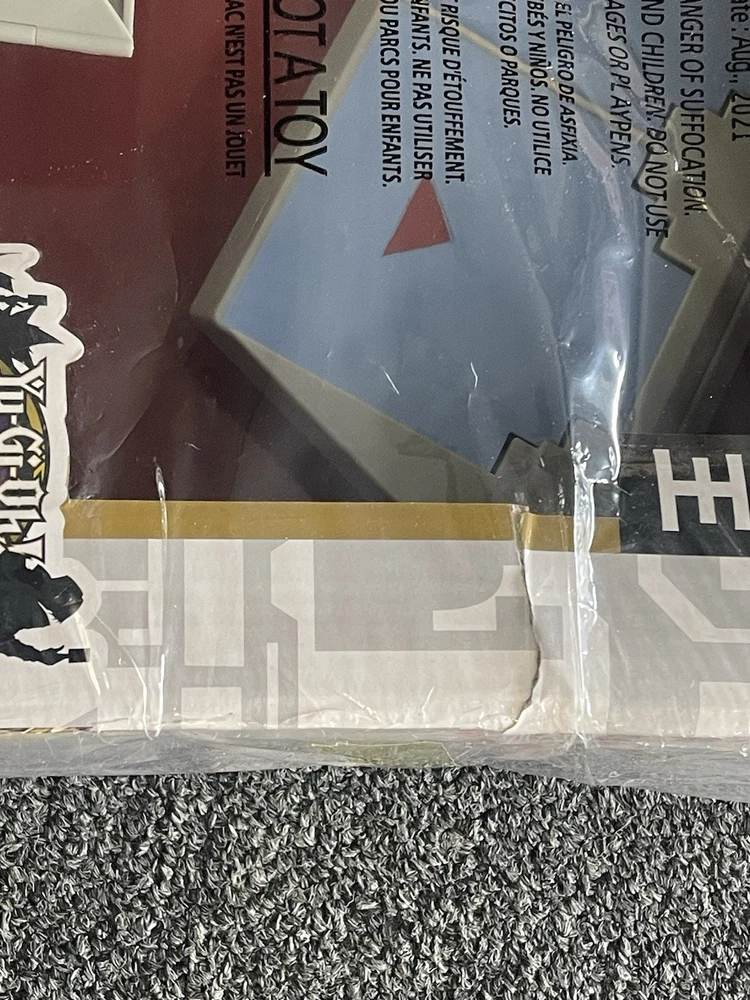 ate: Aug., 2021
ANGER OF SUFFOCATION.
ND CHILDREN. DO NOT USE
AGES OR PLAYPENS.
EL PELIGRO DE ASFIXIA.
BÉS Y NIÑOS. NO UTILICE
CITOS O PARQUES.
RISQUE D'ÉTOUFFEMENT.
NFANTS. NE PAS UTILISER
OU PARCS POUR ENFANTS.
OT A TOY
AC N'EST PAS UN JOUET
YU-GI-OH!